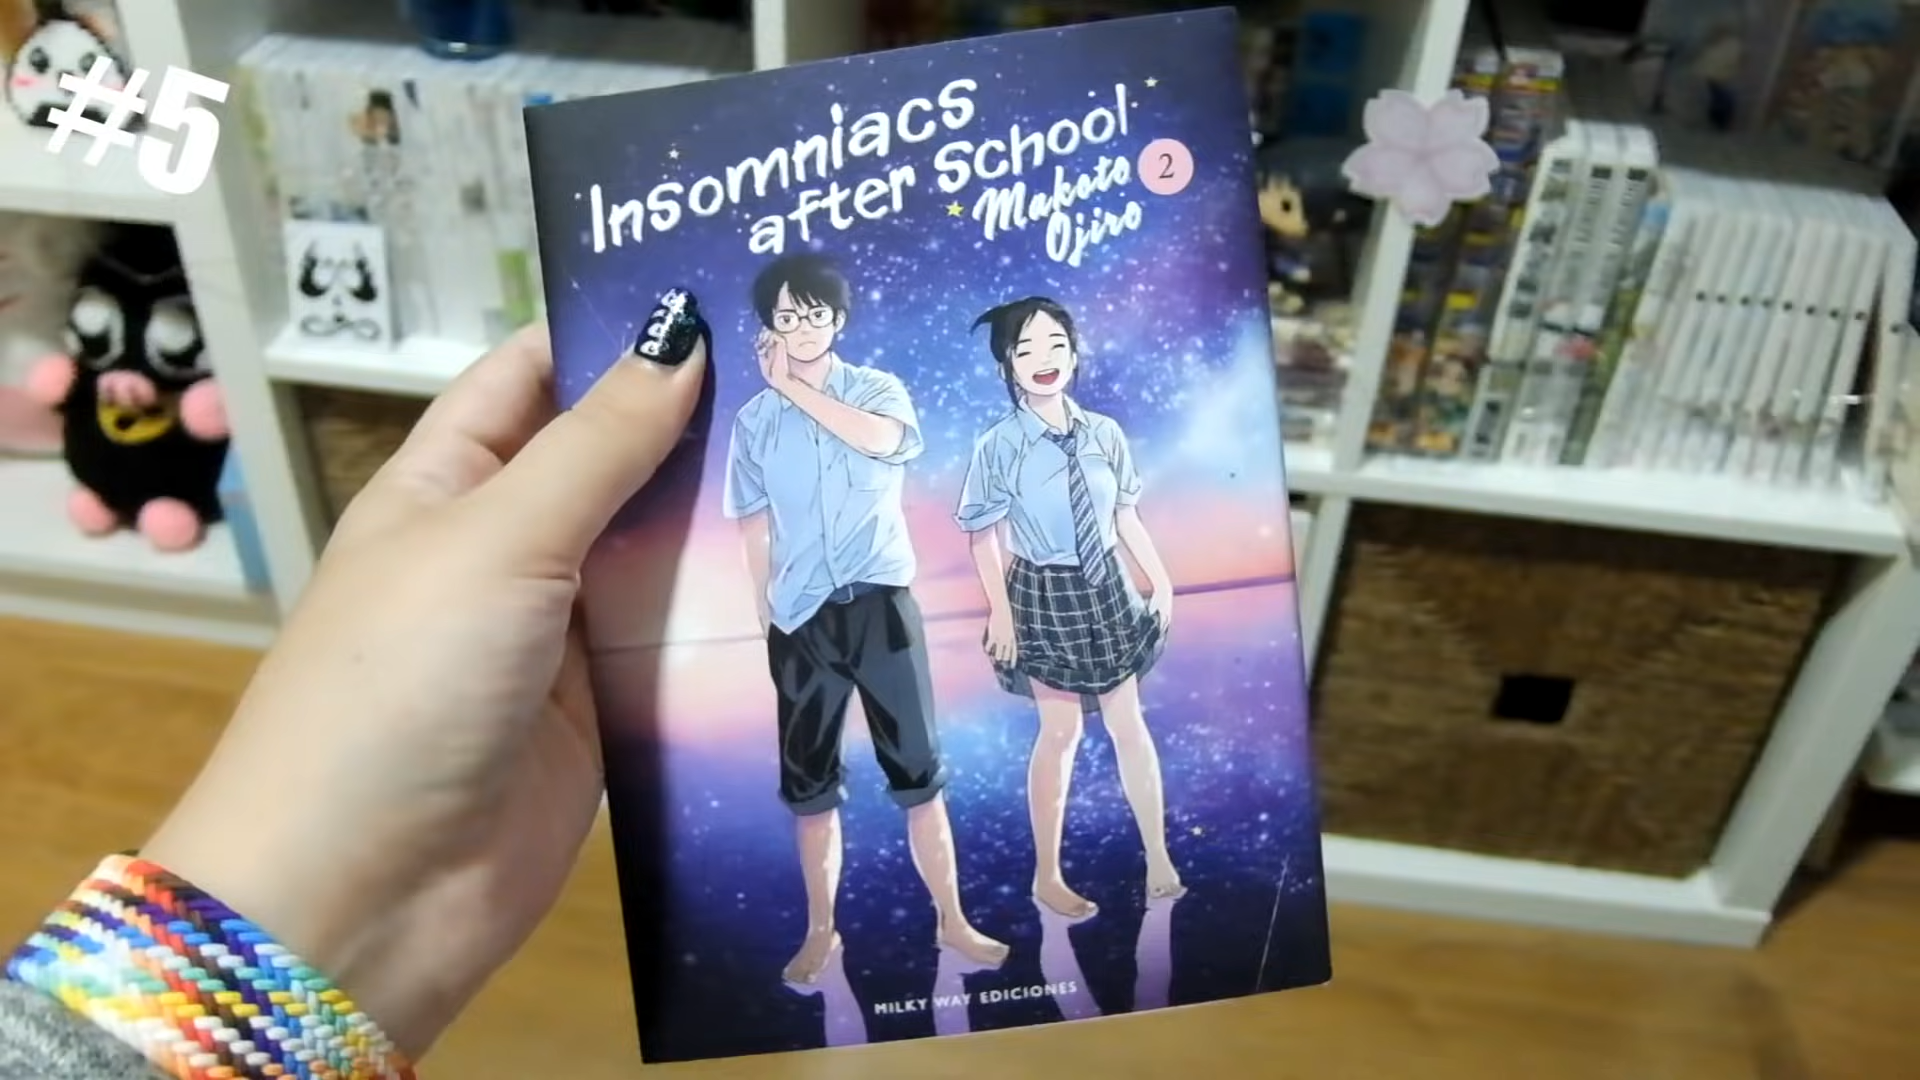 #5
Insomniacs
after School
Makoto
Ojiro
2
MILKY WAY EDICIONES